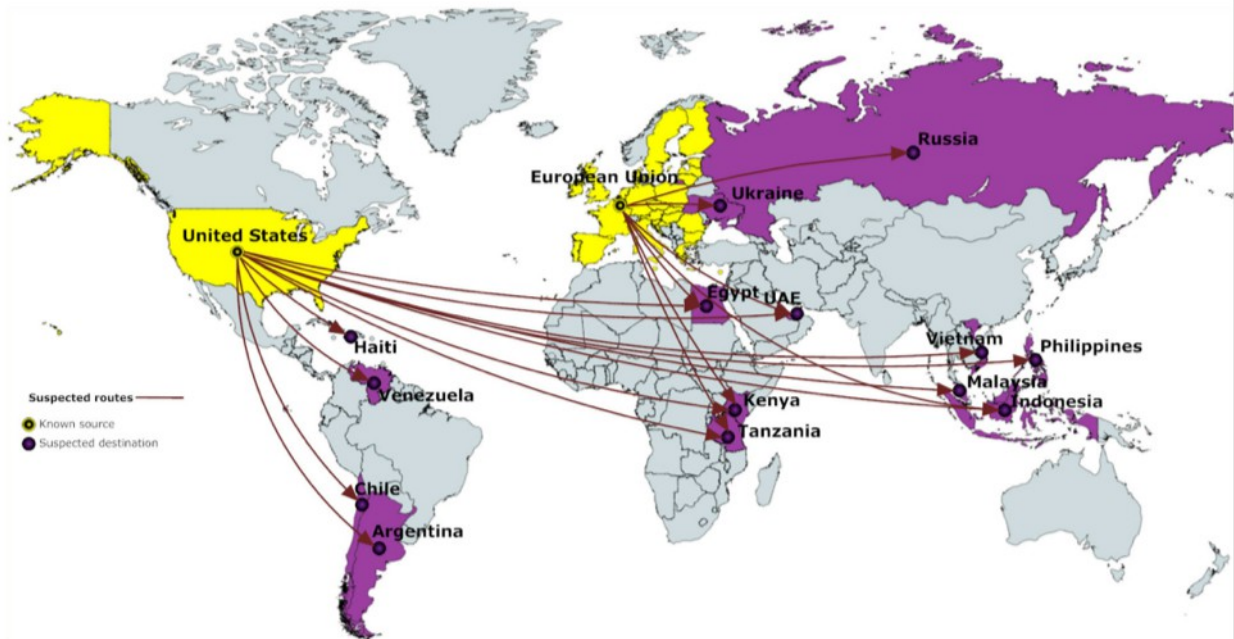 Russia
European Union
Ukraine
United States
Egypt
UAE
Haiti
Vietnam
Philippines
Venezuela
Malaysia
Suspected routes
Kenya
Indonesia
Known source
Tanzania
Suspected destination
Chile
Argentina